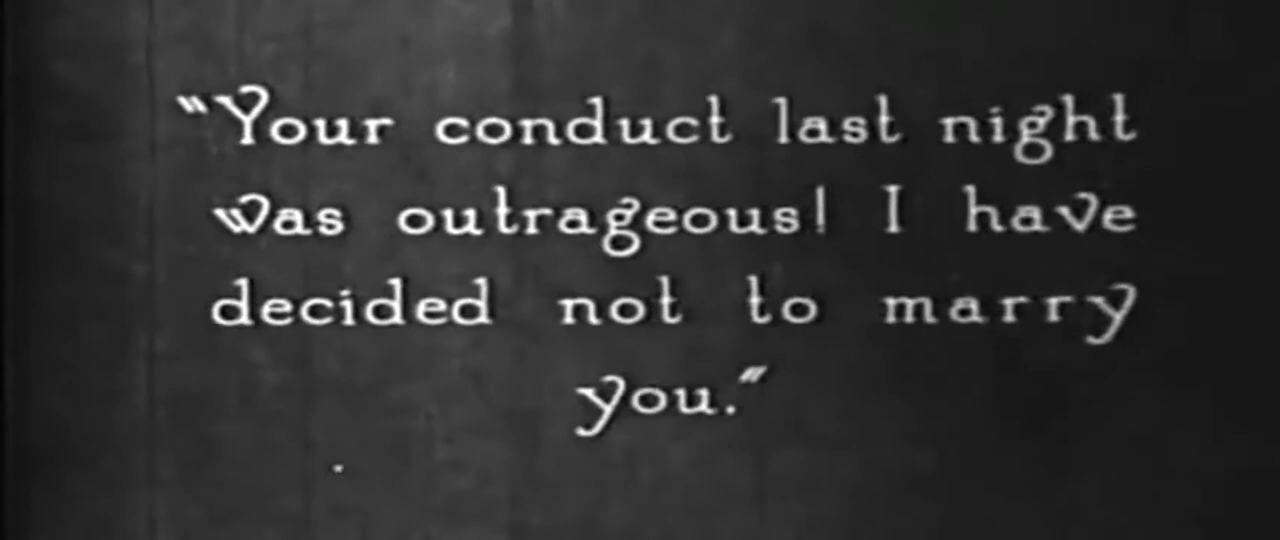 “Your conduct last night
was outrageous! I have
decided not to marry
you.”